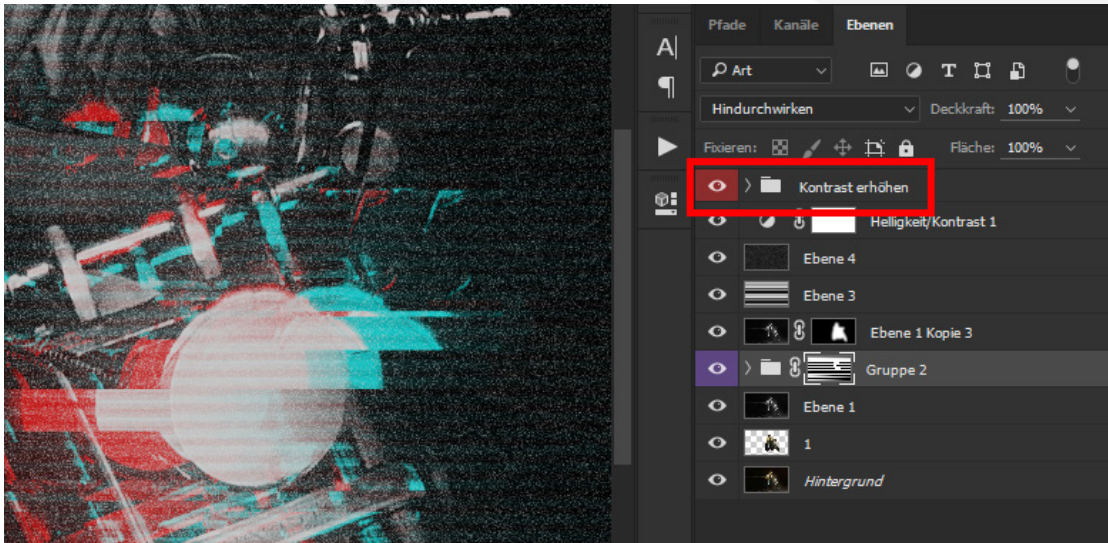 Pfade Kanäle Ebenen
A|
¶
Art
T
Hindurchwirken Deckkraft: 100%
Fixieren: Fläche: 100%
Kontrast erhöhen
Helligkeit/Kontrast 1
Ebene 4
Ebene 3
Ebene 1 Kopie 3
Gruppe 2
Ebene 1
1
Hintergrund